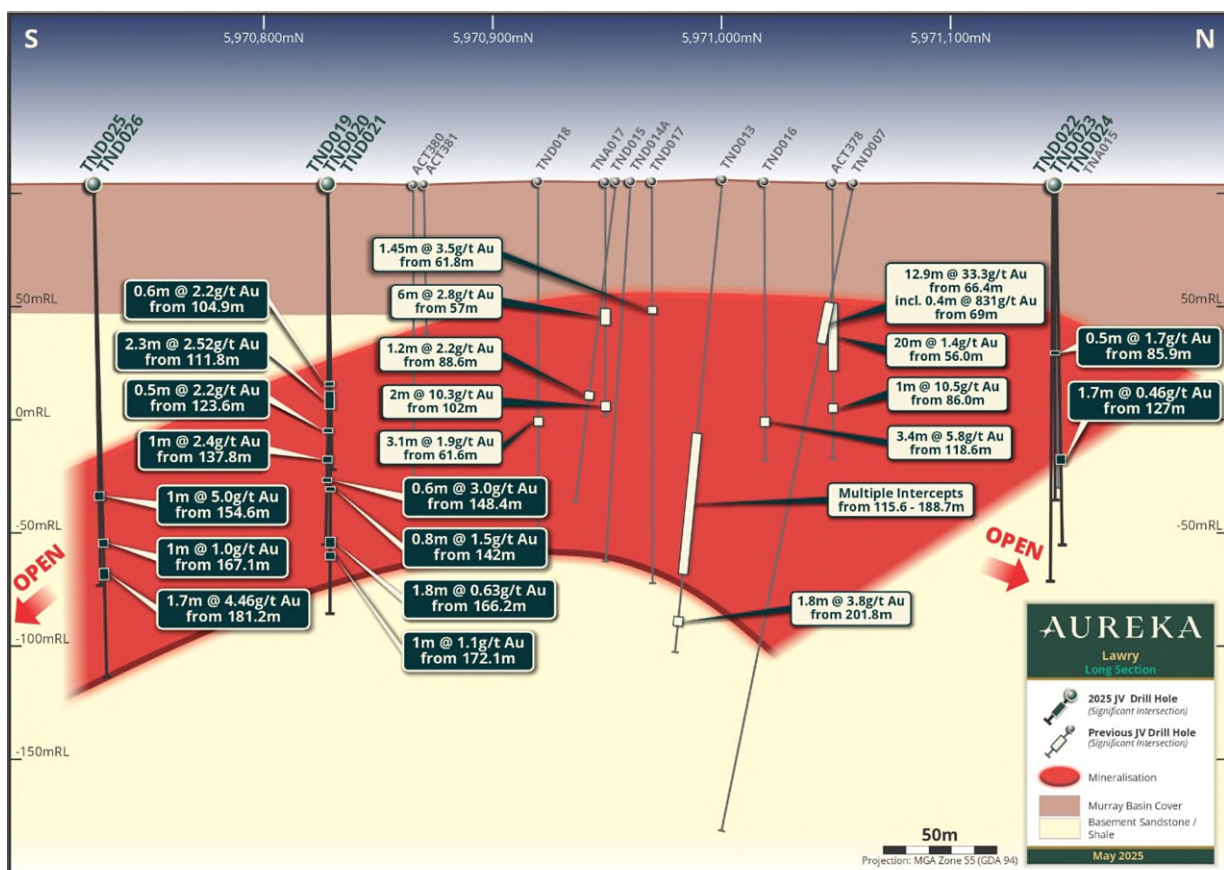 S
5,970,800mN
5,970,900mN
5,971,000mN
5,971,100mN
N
TND025
TND026
TND019
TND020
TND021
ACT380
ACT381
TND018
TNA017
TND015
TND014A
TND017
TND013
TND016
ACT378
TND007
TND022
TND023
TND024
TNA015
50mRL
0mRL
-50mRL
-100mRL
-150mRL
50mRL
0mRL
-50mRL
0.6m @ 2.2g/t Au
from 104.9m
2.3m @ 2.52g/t Au
from 111.8m
0.5m @ 2.2g/t Au
from 123.6m
1m @ 2.4g/t Au
from 137.8m
1m @ 5.0g/t Au
from 154.6m
1m @ 1.0g/t Au
from 167.1m
1.7m @ 4.46g/t Au
from 181.2m
1.45m @ 3.5g/t Au
from 61.8m
6m @ 2.8g/t Au
from 57m
1.2m @ 2.2g/t Au
from 88.6m
2m @ 10.3g/t Au
from 102m
3.1m @ 1.9g/t Au
from 61.6m
0.6m @ 3.0g/t Au
from 148.4m
0.8m @ 1.5g/t Au
from 142m
1.8m @ 0.63g/t Au
from 166.2m
1m @ 1.1g/t Au
from 172.1m
12.9m @ 33.3g/t Au
from 66.4m
incl. 0.4m @ 831g/t Au
from 69m
20m @ 1.4g/t Au
from 56.0m
1m @ 10.5g/t Au
from 86.0m
3.4m @ 5.8g/t Au
from 118.6m
Multiple Intercepts
from 115.6 - 188.7m
1.8m @ 3.8g/t Au
from 201.8m
0.5m @ 1.7g/t Au
from 85.9m
1.7m @ 0.46g/t Au
from 127m
OPEN
OPEN
AUREKA
Lawry
Long Section
2025 JV Drill Hole
(Significant Intersection)
Previous JV Drill Hole
(Significant Intersection)
Mineralisation
Murray Basin Cover
Basement Sandstone /
Shale
May 2025
50m
Projection: MGA Zone 55 (GDA 94)